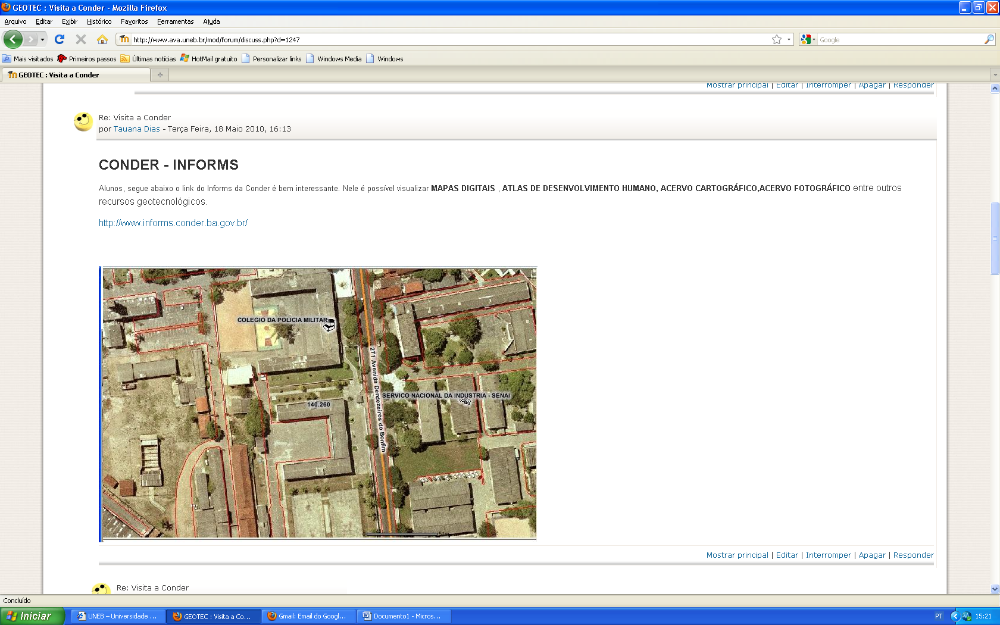 GEOTEC : Visita a Conder - Mozilla Firefox
Arquivo Editar Exibir Histórico Favoritos Ferramentas Ajuda
http://www.ava.uneb.br/mod/forum/discuss.php?d=1247
Google
Mais visitados Primeiros passos Últimas notícias HotMail gratuito Personalizar links Windows Media Windows
GEOTEC : Visita a Conder
Mostrar principal | Editar | Interromper | Apagar | Responder
Re: Visita a Conder
por Tauana Dias - Terça Feira, 18 Maio 2010, 16:13
CONDER - INFORMS
Alunos, segue abaixo o link do Informs da Conder é bem interessante. Nele é possível visualizar MAPAS DIGITAIS , ATLAS DE DESENVOLVIMENTO HUMANO, ACERVO CARTOGRÁFICO,ACERVO FOTOGRÁFICO entre outros
recursos geotecnológicos.
http://www.informs.conder.ba.gov.br/
COLEGIO DA POLICIA MILITAR
271 Avenida Dendezeiros do Bonfim
SERVICO NACIONAL DA INDUSTRIA - SENAI
140.260
Mostrar principal | Editar | Interromper | Apagar | Responder
Re: Visita a Conder
Concluído
Iniciar UNEB – Universidade ... GEOTEC : Visita a Co... Gmail: Email do Googl... Documento1 - Micros... PT 15:21